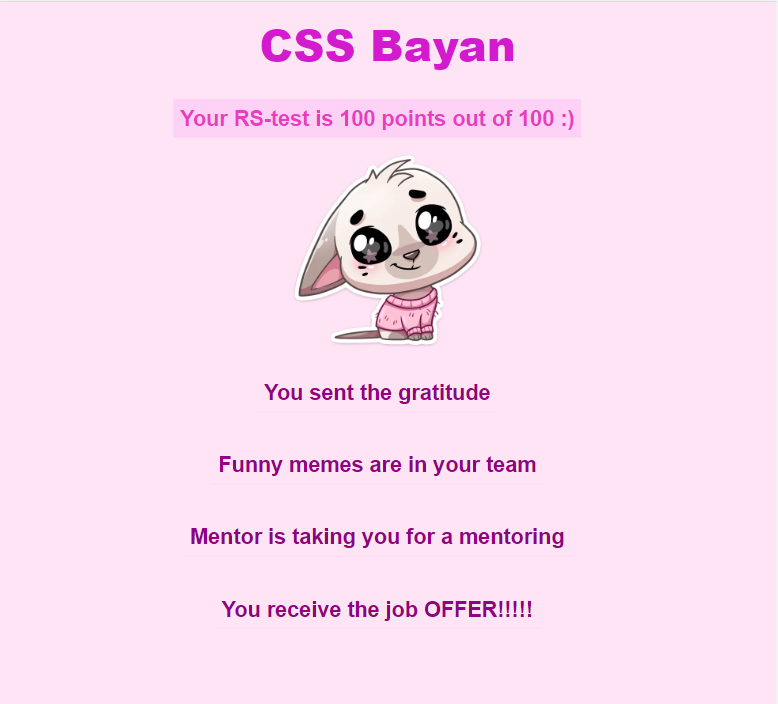 CSS Bayan
Your RS-test is 100 points out of 100 :)
You sent the gratitude
Funny memes are in your team
Mentor is taking you for a mentoring
You receive the job OFFER!!!!!